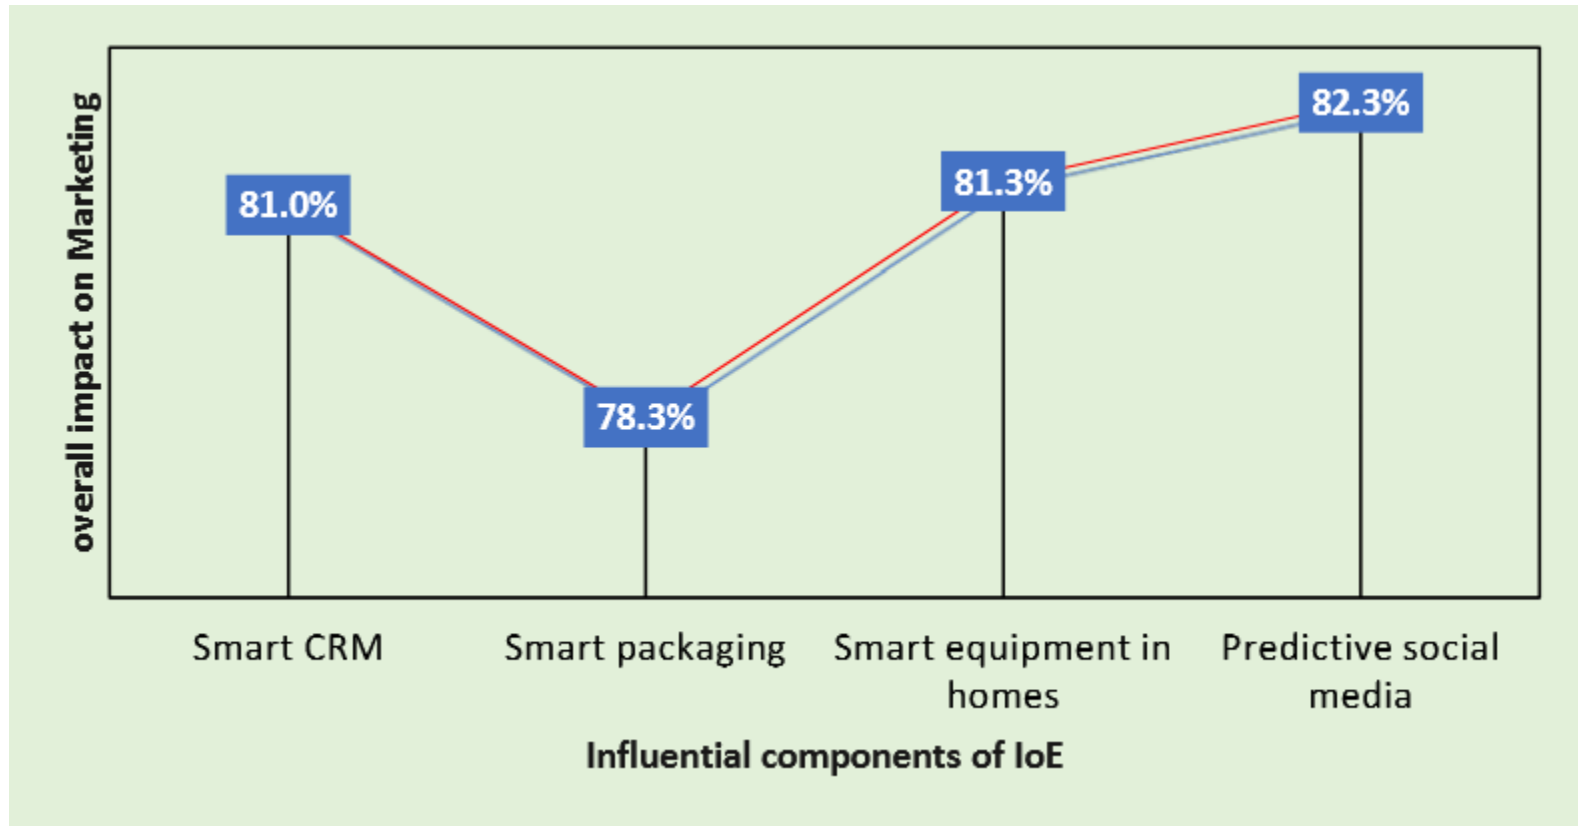 overall impact on Marketing
81.0%
78.3%
81.3%
82.3%
Smart CRM
Smart packaging
Smart equipment in
homes
Predictive social
media
Influential components of IoE